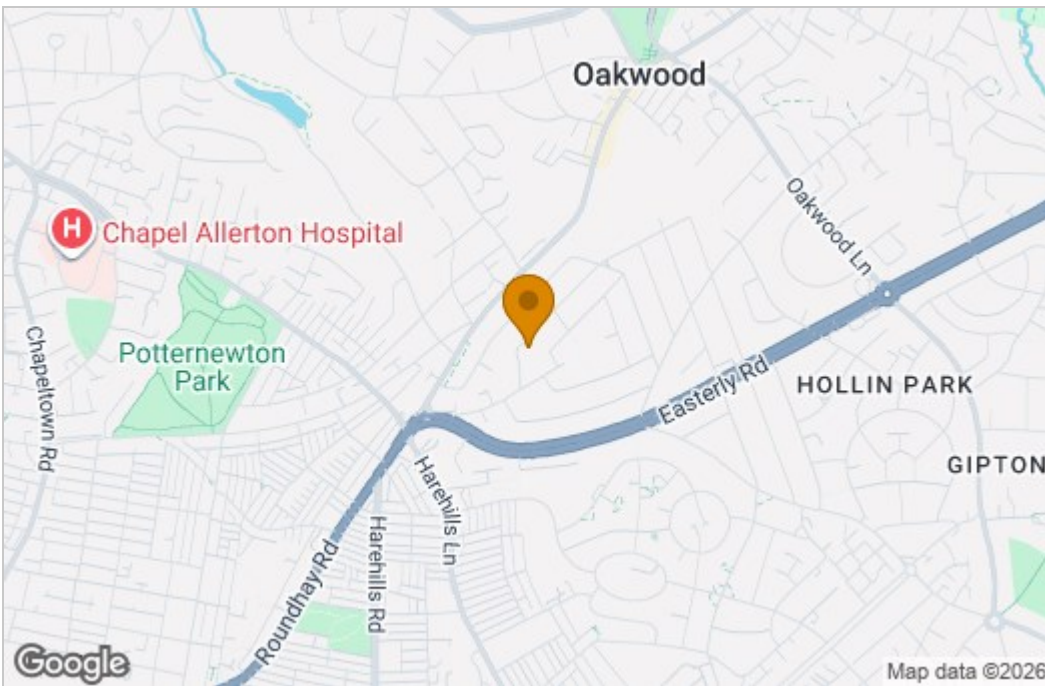 Oakwood
Oakwood Ln
H
Chapel Allerton Hospital
Potternewton
Park
Chapeltown Rd
Easterly Rd
HOLLIN PARK
GIPTON
Harehills Ln
Harehills Rd
Roundhay Rd
Google
Map data ©2026